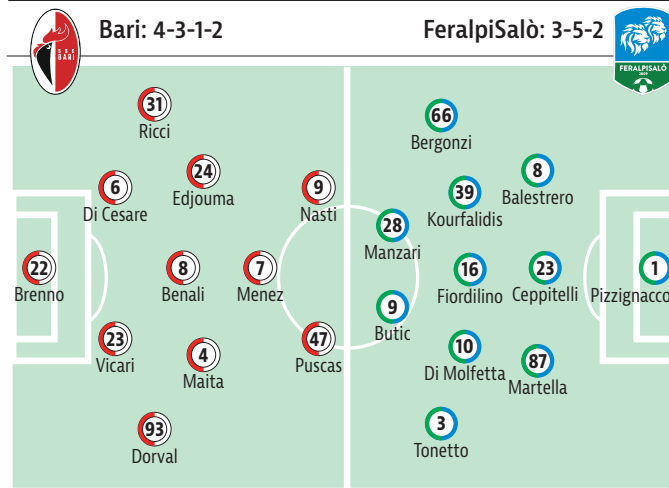 Bari: 4-3-1-2
FeralpiSalò: 3-5-2
SSC
BARI
FERALPISALÒ
2009
31
Ricci
6
Di Cesare
24
Edjouma
9
Nasti
22
Brenno
8
Benali
7
Menez
23
Vicari
4
Maita
47
Puscas
93
Dorval
66
Bergonzi
8
Balestrero
39
Kourfalidis
28
Manzari
16
Fiordilino
23
Ceppitelli
1
Pizzignacco
9
Butic
10
Di Molfetta
87
Martella
3
Tonetto